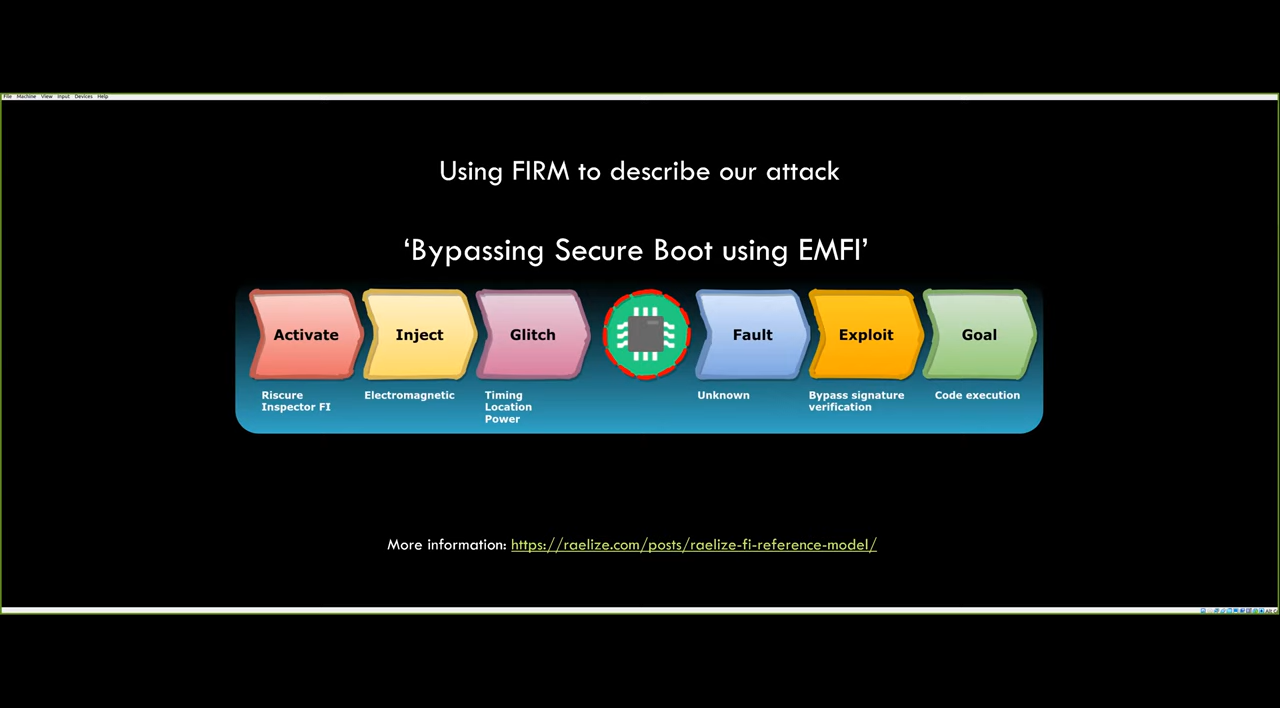 File Machine View Input Devices Help
Using FIRM to describe our attack
‘Bypassing Secure Boot using EMFI’
Activate Inject Glitch Fault Exploit Goal
Riscure Electromagnetic Timing Unknown Bypass signature Code execution
Inspector FI Location verification
Power
More information: https://raelize.com/posts/raelize-fi-reference-model/